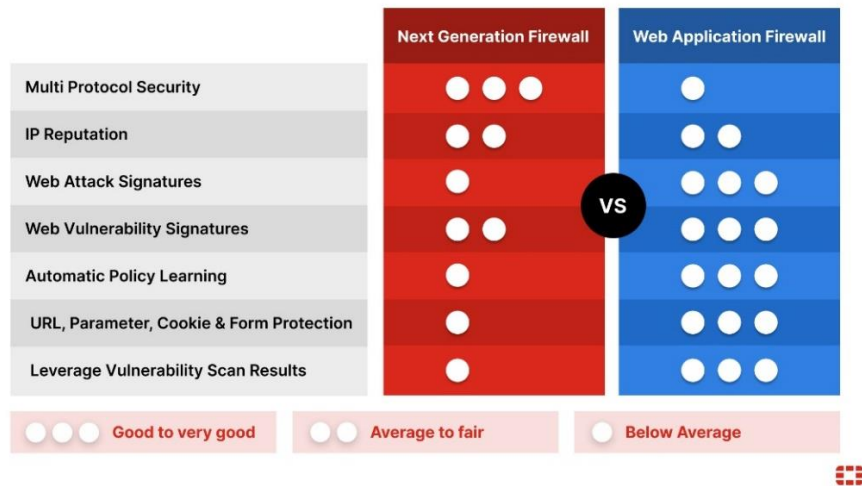 Next Generation Firewall
Web Application Firewall
Multi Protocol Security
IP Reputation
Web Attack Signatures
VS
Web Vulnerability Signatures
Automatic Policy Learning
URL, Parameter, Cookie & Form Protection
Leverage Vulnerability Scan Results
Good to very good
Average to fair
Below Average